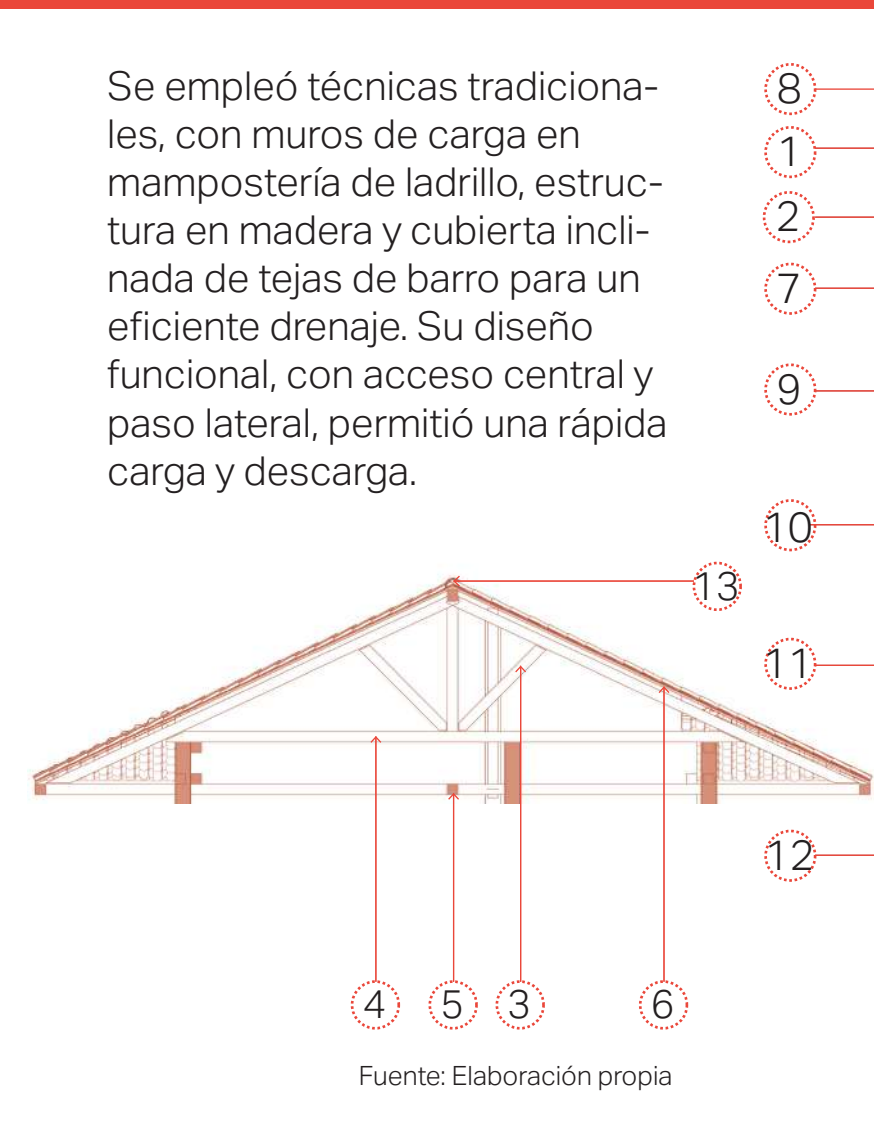 Se empleó técnicas tradiciona-
les, con muros de carga en
mampostería de ladrillo, estruc-
tura en madera y cubierta incli-
nada de tejas de barro para un
eficiente drenaje. Su diseño
funcional, con acceso central y
paso lateral, permitió una rápida
carga y descarga.
8
1
2
7
9
10
13
11
12
4
5
3
6
Fuente: Elaboración propia